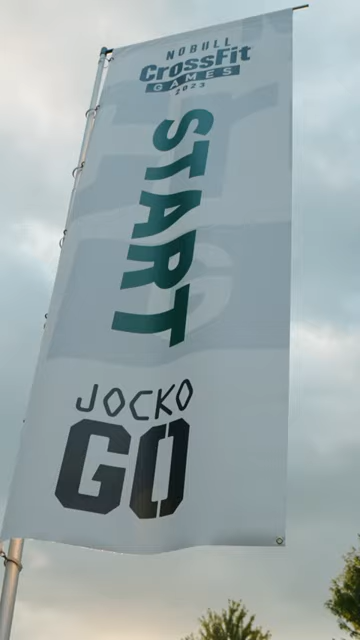 NOBULL
CrossFit
GAMES
2023
START
JOCKO
GO